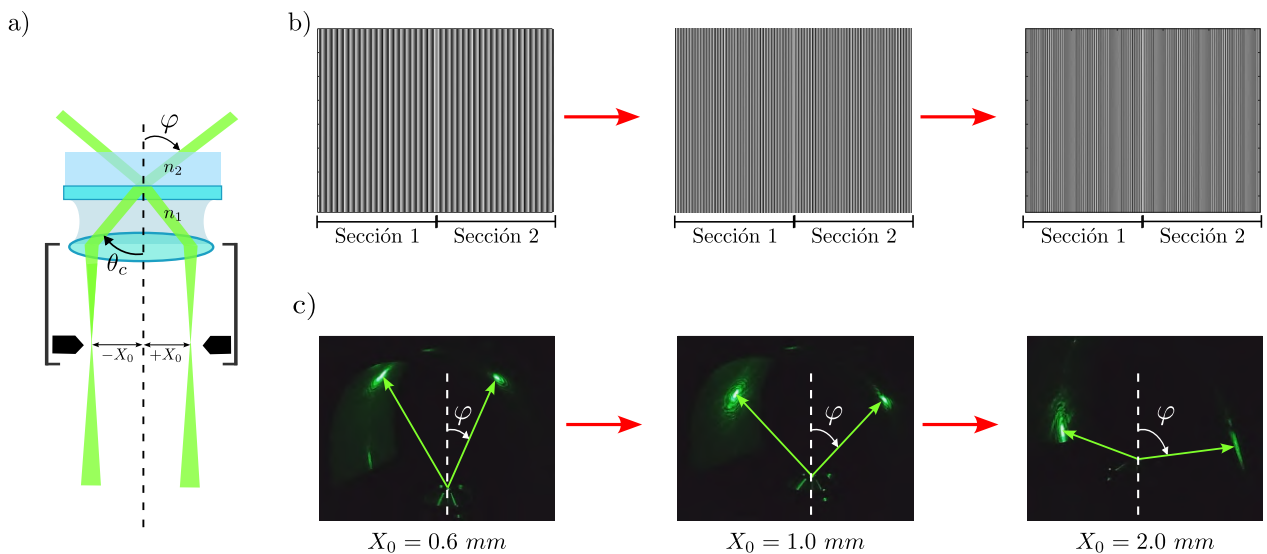 a)
φ
n₂
n₁
θ_c
−X₀
+X₀
b)
Sección 1
Sección 2
Sección 1
Sección 2
Sección 1
Sección 2
c)
φ
φ
φ
X₀ = 0.6 mm
X₀ = 1.0 mm
X₀ = 2.0 mm